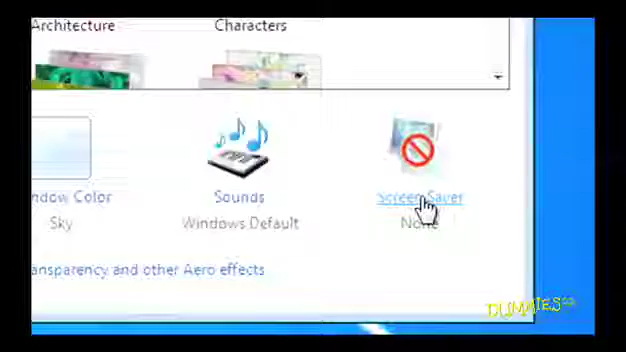 Architecture Characters
ndow Color Sounds Screen Saver
Sky Windows Default None
ansparency and other Aero effects
DUMMIES